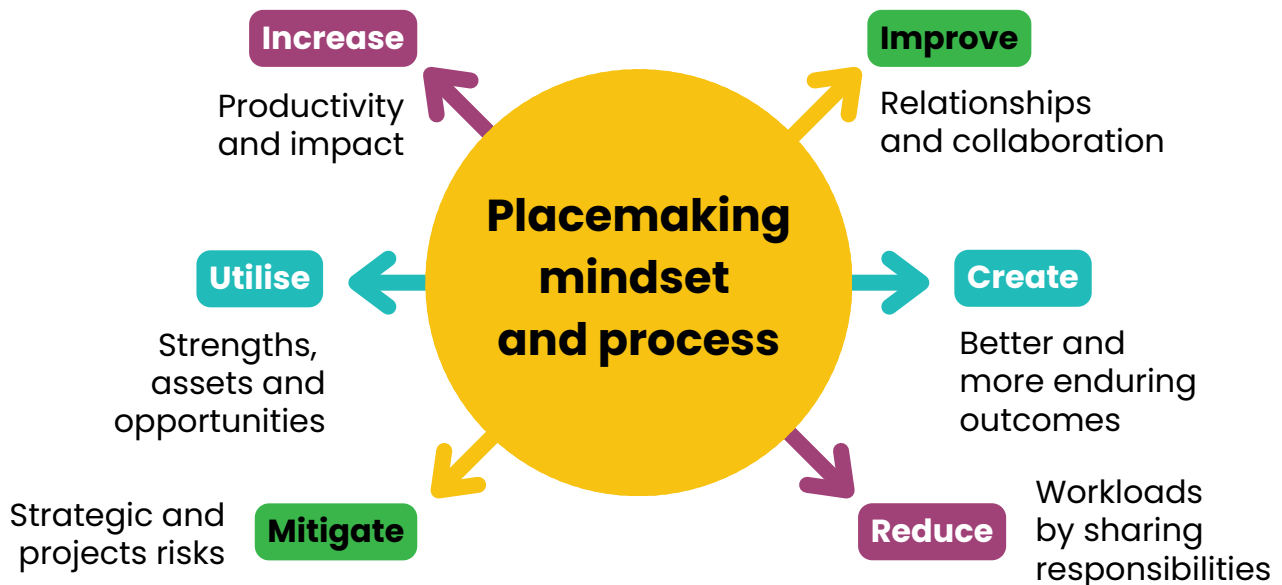 Increase
Productivity
and impact
Improve
Relationships
and collaboration
Placemaking
mindset
and process
Utilise
Strengths,
assets and
opportunities
Create
Better and
more enduring
outcomes
Mitigate
Strategic and
projects risks
Reduce
Workloads
by sharing
responsibilities